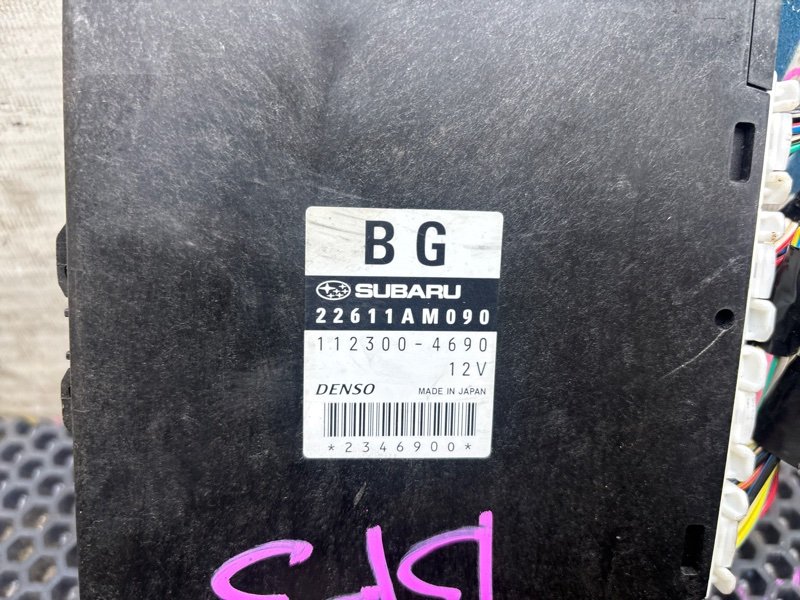 BG
SUBARU
22611AM090
112300-4690
12V
DENSO MADE IN JAPAN
*2346900*